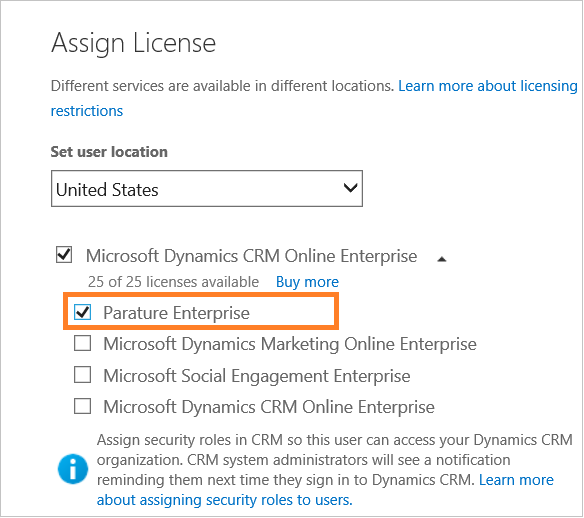 Assign License
Different services are available in different locations. Learn more about licensing
restrictions
Set user location
United States
Microsoft Dynamics CRM Online Enterprise
25 of 25 licenses available Buy more
Parature Enterprise
Microsoft Dynamics Marketing Online Enterprise
Microsoft Social Engagement Enterprise
Microsoft Dynamics CRM Online Enterprise
Assign security roles in CRM so this user can access your Dynamics CRM
organization. CRM system administrators will see a notification
reminding them next time they sign in to Dynamics CRM. Learn more
about assigning security roles to users.